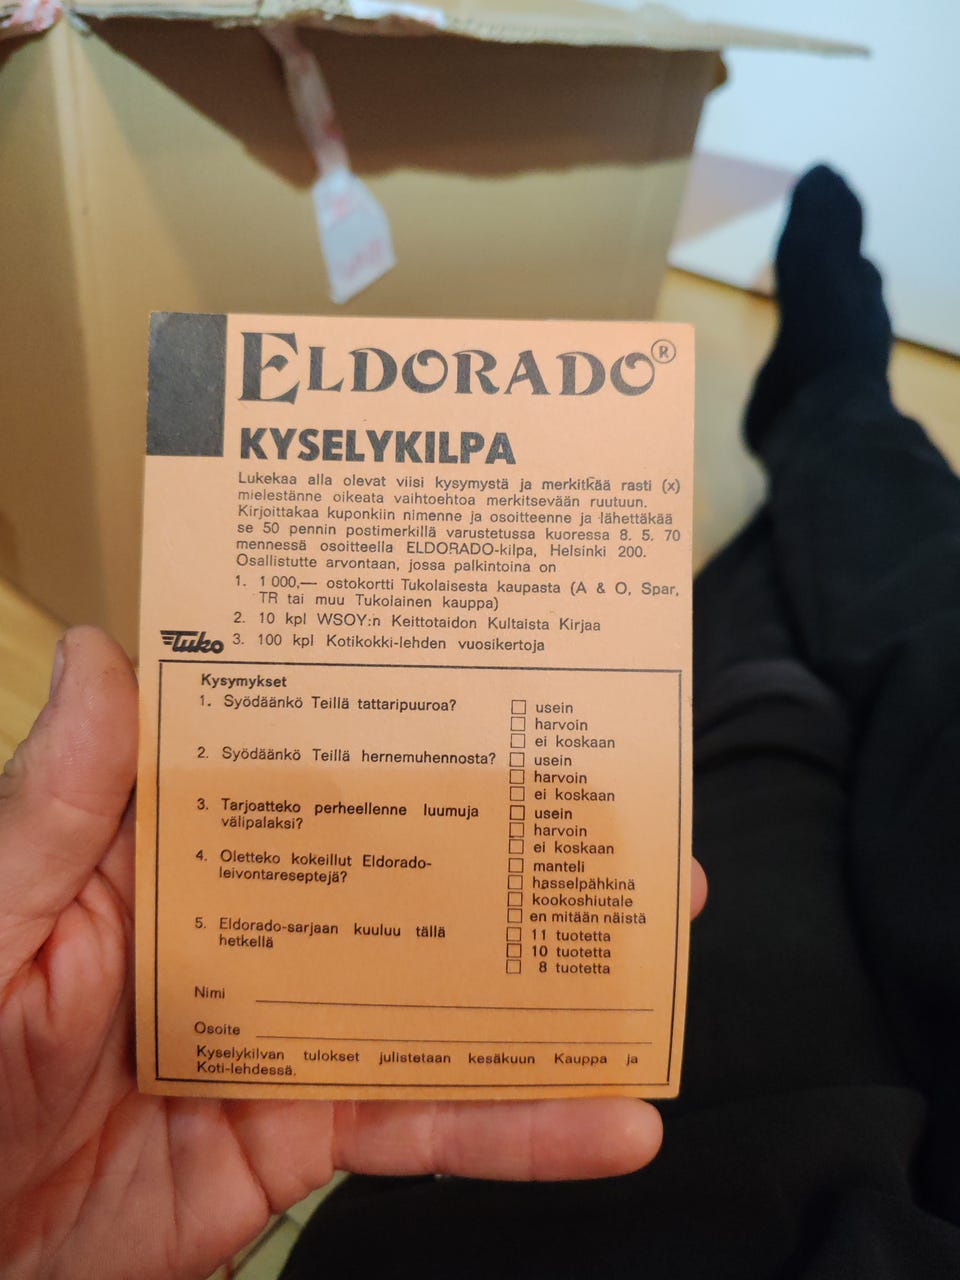 ELDORADO®
KYSELYKILPA
Lukekaa alla olevat viisi kysymystä ja merkitkää rasti (x)
mielestänne oikeata vaihtoehtoa merkitsevään ruutuun.
Kirjoittakaa kuponkiin nimenne ja osoitteenne ja lähettäkää
se 50 pennin postimerkillä varustetussa kuoressa 8. 5. 70
mennessä osoitteella ELDORADO-kilpa, Helsinki 200.
Osallistutte arvontaan, jossa palkintoina on
1. 1 000,— ostokortti Tukolaisesta kaupasta (A & O, Spar,
TR tai muu Tukolainen kauppa)
2. 10 kpl WSOY:n Keittotaidon Kultaista Kirjaa
Tuko 3. 100 kpl Kotikokki-lehden vuosikertoja
Kysymykset
1. Syödäänkö Teillä tattaripuuroa?
usein
harvoin
ei koskaan
2. Syödäänkö Teillä hernemuhennosta?
usein
harvoin
ei koskaan
3. Tarjoatteko perheellenne luumuja
välipalaksi?
usein
harvoin
ei koskaan
4. Oletteko kokeillut Eldorado-
leivontareseptejä?
manteli
hasselpähkinä
kookoshiutale
en mitään näistä
5. Eldorado-sarjaan kuuluu tällä
hetkellä
11 tuotetta
10 tuotetta
8 tuotetta
Nimi
Osoite
Kyselykilvan tulokset julistetaan kesäkuun Kauppa ja
Koti-lehdessä.